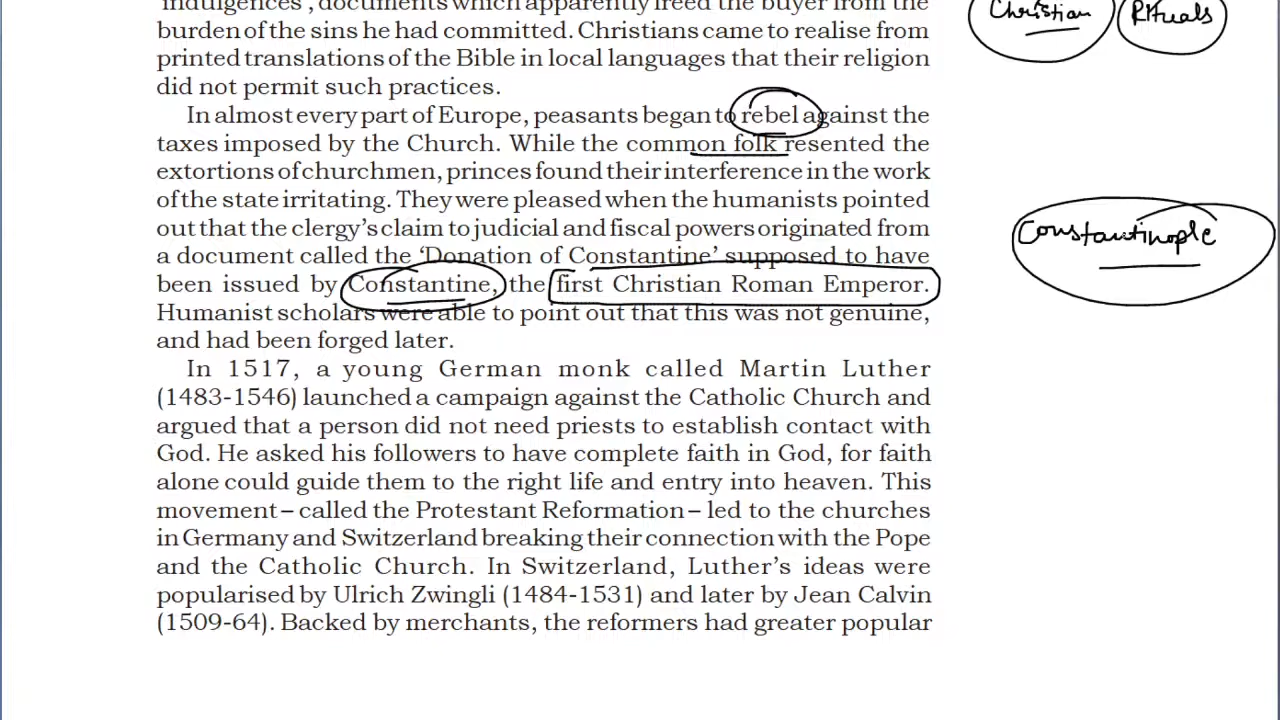 'indulgences', documents which apparently freed the buyer from the
burden of the sins he had committed. Christians came to realise from
printed translations of the Bible in local languages that their religion
did not permit such practices.
In almost every part of Europe, peasants began to rebel against the
taxes imposed by the Church. While the common folk resented the
extortions of churchmen, princes found their interference in the work
of the state irritating. They were pleased when the humanists pointed
out that the clergy's claim to judicial and fiscal powers originated from
a document called the 'Donation of Constantine' supposed to have
been issued by Constantine, the first Christian Roman Emperor.
Humanist scholars were able to point out that this was not genuine,
and had been forged later.
In 1517, a young German monk called Martin Luther
(1483-1546) launched a campaign against the Catholic Church and
argued that a person did not need priests to establish contact with
God. He asked his followers to have complete faith in God, for faith
alone could guide them to the right life and entry into heaven. This
movement – called the Protestant Reformation – led to the churches
in Germany and Switzerland breaking their connection with the Pope
and the Catholic Church. In Switzerland, Luther's ideas were
popularised by Ulrich Zwingli (1484-1531) and later by Jean Calvin
(1509-64). Backed by merchants, the reformers had greater popular
Christian Rituals
Constantinople